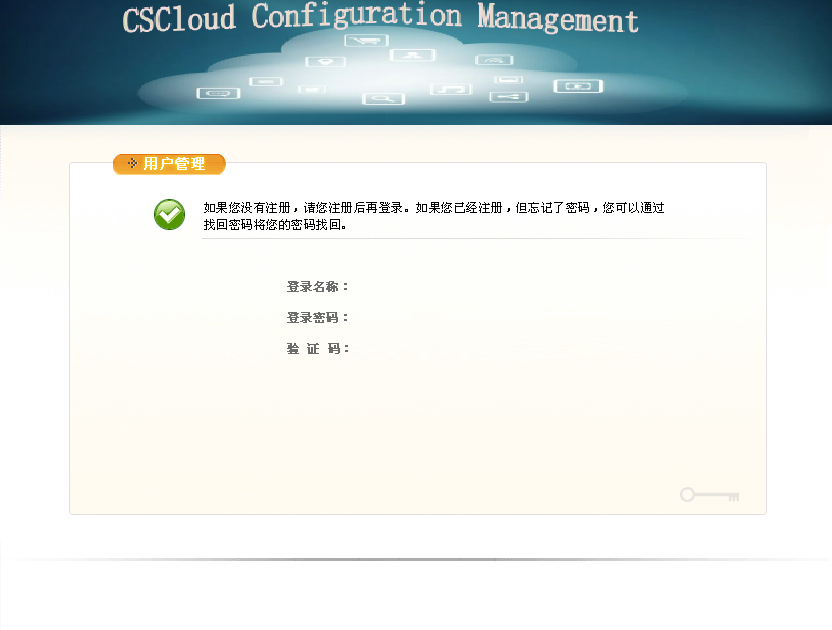 CSCloud Configuration Management
用户管理
如果您没有注册，请您注册后再登录。如果您已经注册，但忘记了密码，您可以通过
找回密码将您的密码找回。
登录名称：
登录密码：
验 证 码：